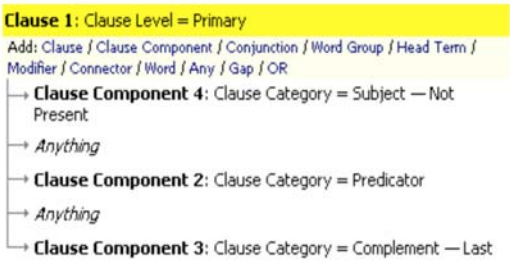 Clause 1: Clause Level = Primary
Add: Clause / Clause Component / Conjunction / Word Group / Head Term /
Modifier / Connector / Word / Any / Gap / OR
Clause Component 4: Clause Category = Subject — Not
Present
Anything
Clause Component 2: Clause Category = Predicator
Anything
Clause Component 3: Clause Category = Complement — Last